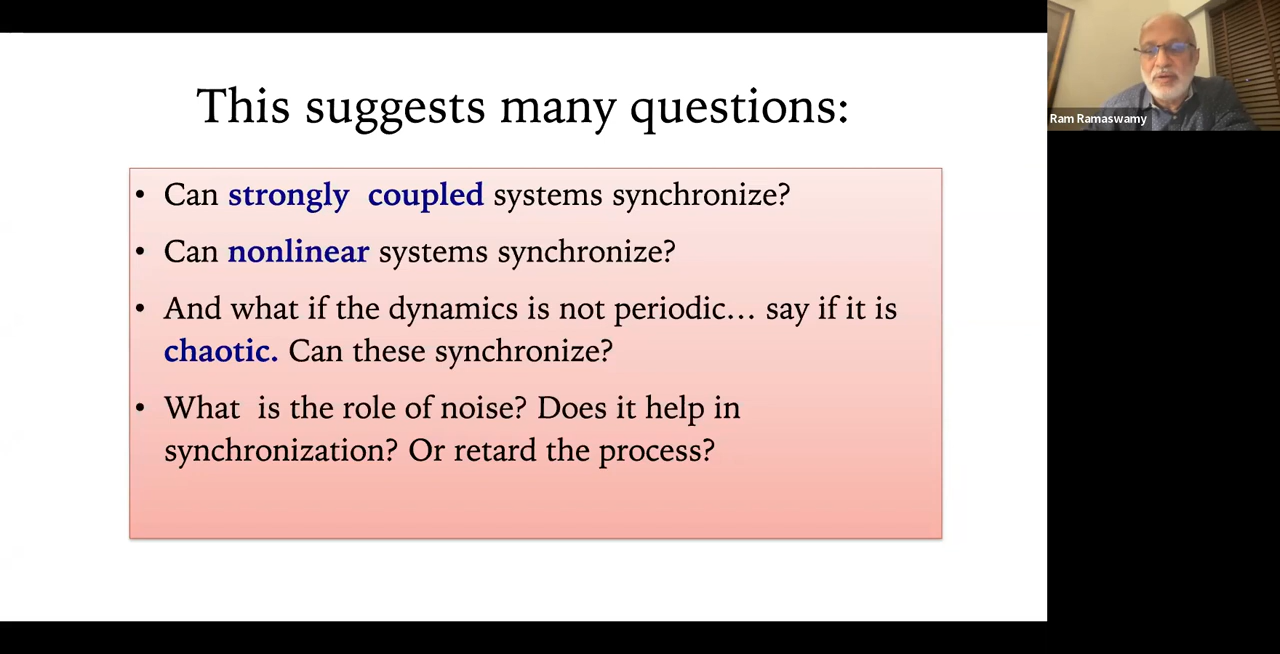 This suggests many questions:
• Can strongly  coupled systems synchronize?
• Can nonlinear systems synchronize?
• And what if the dynamics is not periodic… say if it is
chaotic. Can these synchronize?
• What  is the role of noise? Does it help in
synchronization? Or retard the process?
Ram Ramaswamy